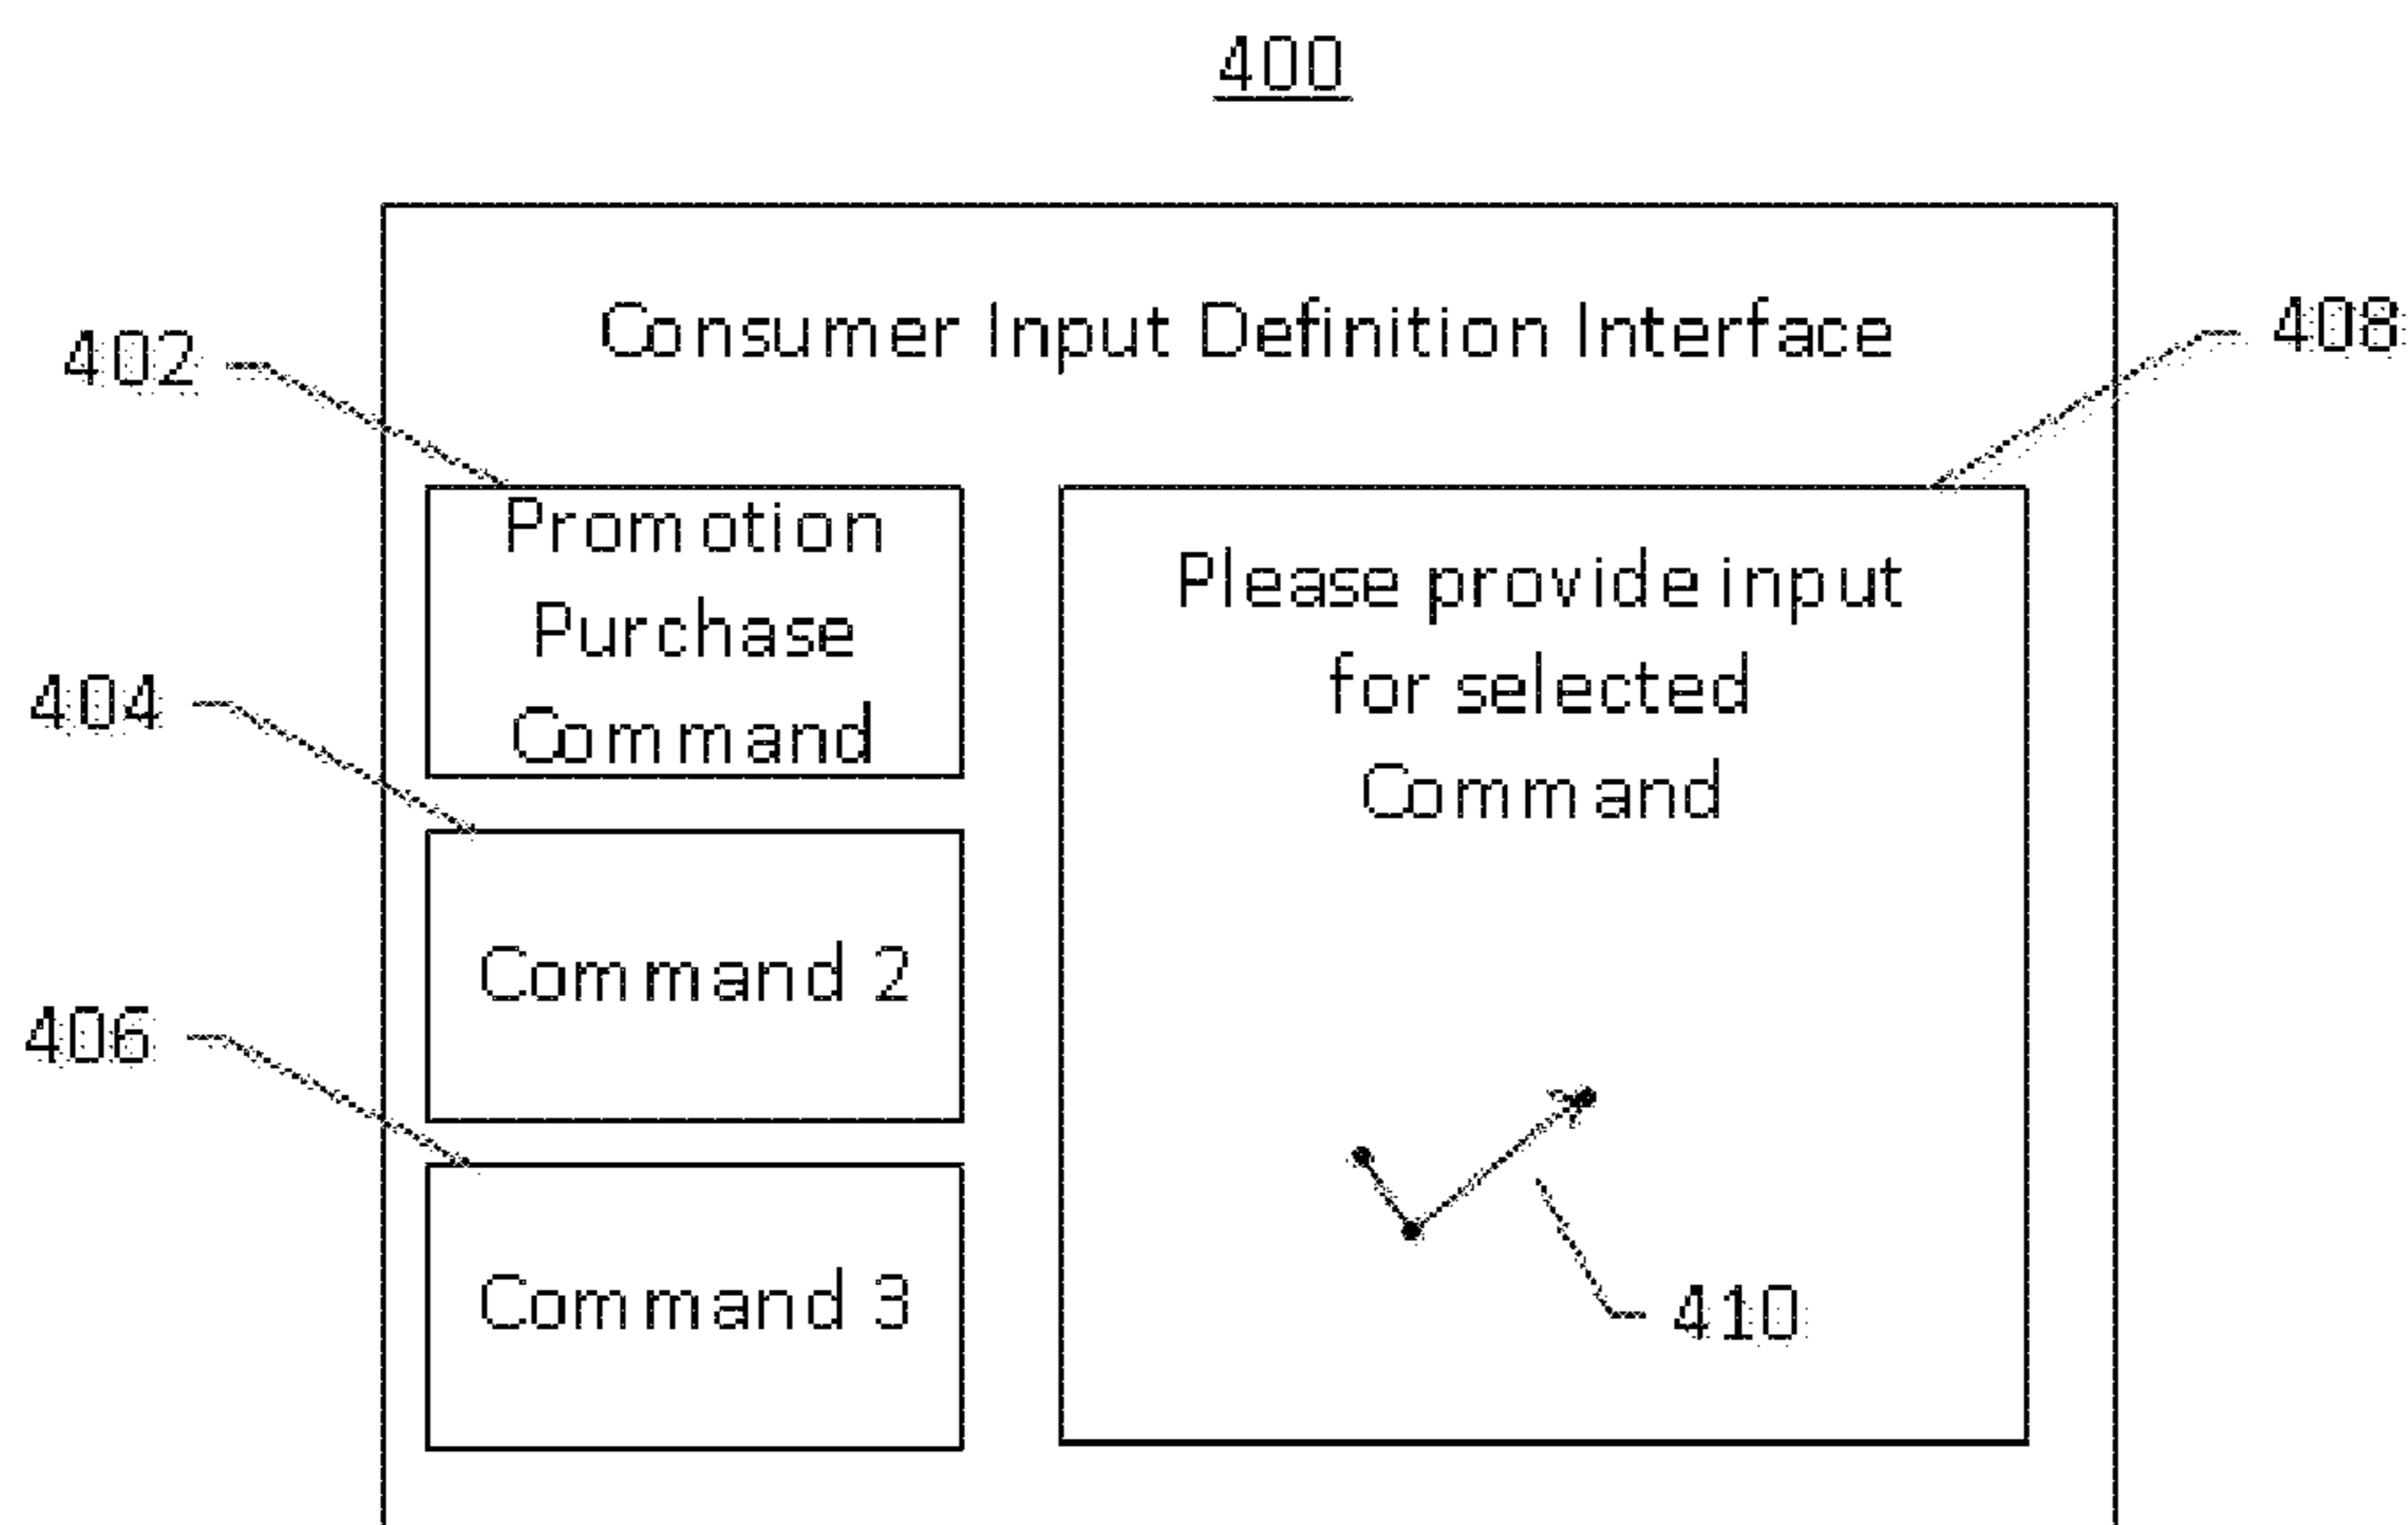 400
Consumer Input Definition Interface
402
408
Promotion
Purchase
Command
Please provide input
for selected
Command
404
Command 2
406
Command 3
410